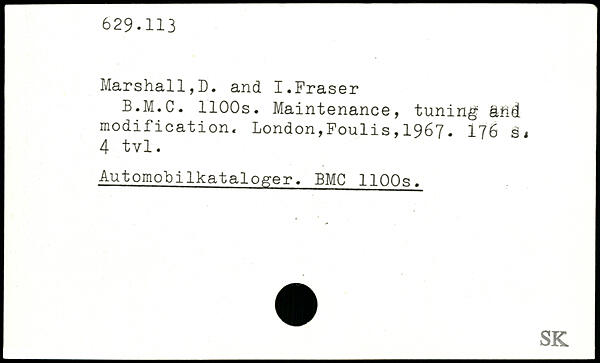 629.113
Marshall,D. and I.Fraser
B.M.C. 1100s. Maintenance, tuning and
modification. London,Foulis,1967. 176 s.
4 tvl.
Automobilkataloger. BMC 1100s.
SK